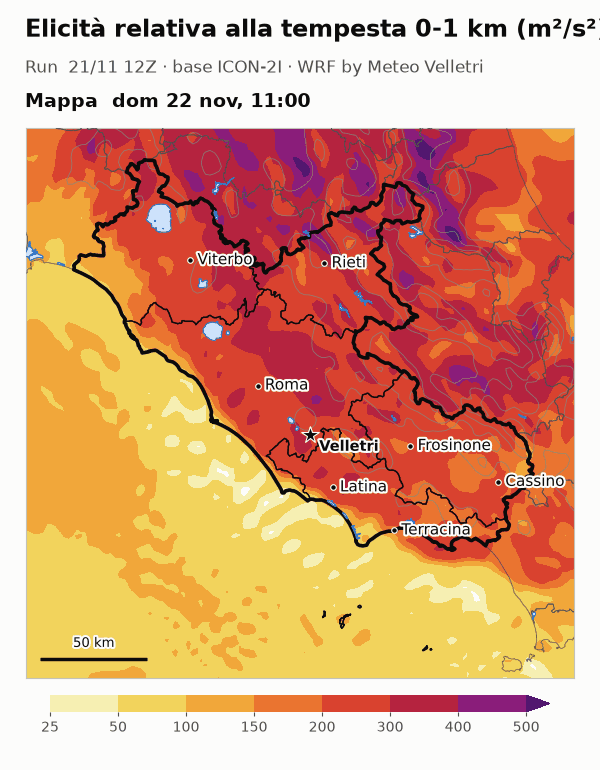 Elicità relativa alla tempesta 0-1 km (m²/s²)
Run  21/11 12Z · base ICON-2I · WRF by Meteo Velletri
Mappa  dom 22 nov, 11:00
Viterbo
Rieti
Roma
Velletri
Frosinone
Cassino
Latina
Terracina
50 km
25 50 100 150 200 300 400 500